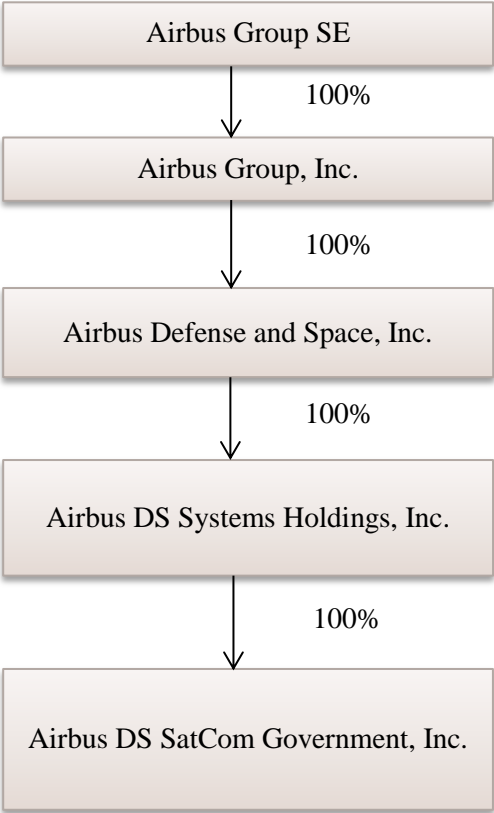 Airbus Group SE
100%
Airbus Group, Inc.
100%
Airbus Defense and Space, Inc.
100%
Airbus DS Systems Holdings, Inc.
100%
Airbus DS SatCom Government, Inc.